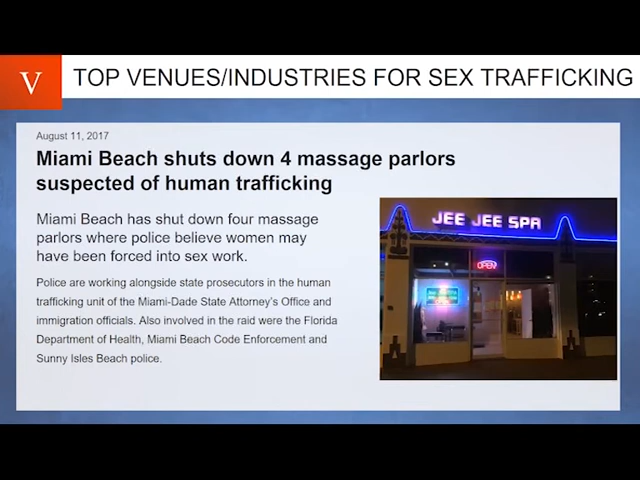 V
TOP VENUES/INDUSTRIES FOR SEX TRAFFICKING
August 11, 2017
Miami Beach shuts down 4 massage parlors
suspected of human trafficking
Miami Beach has shut down four massage
parlors where police believe women may
have been forced into sex work.
Police are working alongside state prosecutors in the human
trafficking unit of the Miami-Dade State Attorney's Office and
immigration officials. Also involved in the raid were the Florida
Department of Health, Miami Beach Code Enforcement and
Sunny Isles Beach police.
JEE JEE SPA
OPEN